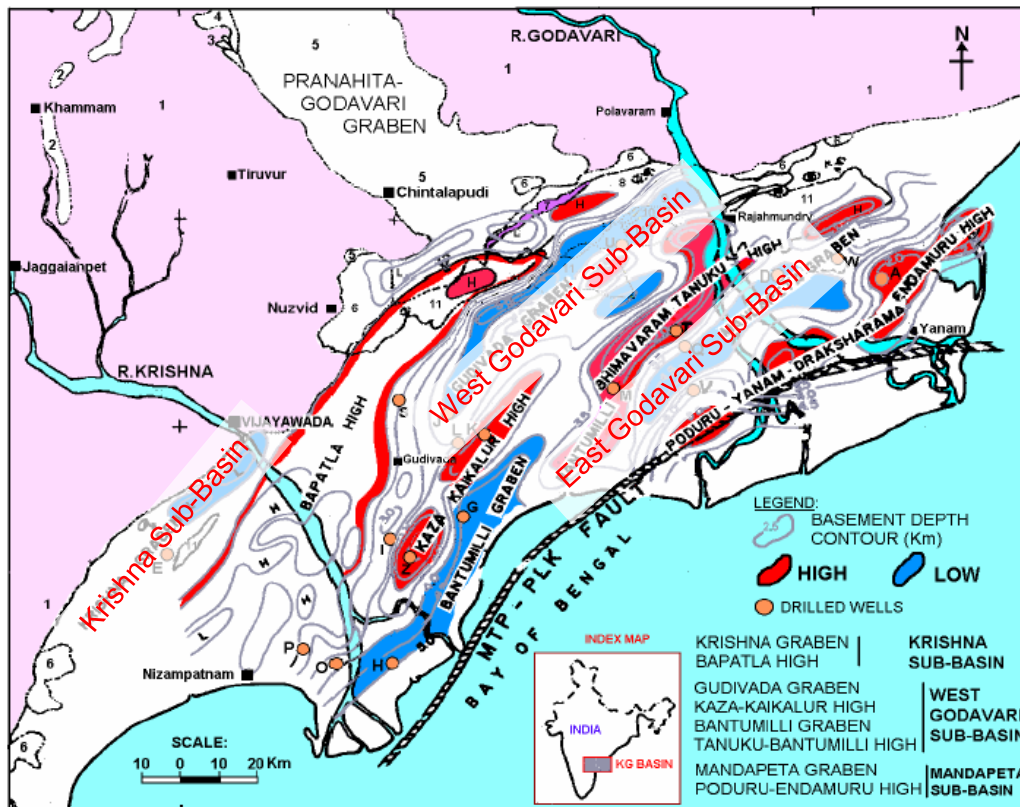 R.GODAVARI
N
PRANAHITA-
GODAVARI
GRABEN
Khammam
Polavaram
Tiruvur
Chintalapudi
Rajahmundry
Jaggaianpet
Nuzvid
R.KRISHNA
VIJAYAWADA
Gudivada
Yanam
Nizampatnam
BAPATLA HIGH
GUDIVADA GRABEN
KAZA KAIKALUR HIGH
BANTUMILLI GRABEN
BHIMAVARAM TANUKU HIGH
PODURU - YANAM - DRAKSHARAMA ENDAMURU HIGH
MTP - PLK FAULT
BAY OF BENGAL
Krishna Sub-Basin
West Godavari Sub-Basin
East Godavari Sub-Basin
LEGEND:
2.5 BASEMENT DEPTH
CONTOUR (Km)
HIGH LOW
DRILLED WELLS
INDEX MAP
INDIA
KG BASIN
KRISHNA GRABEN
BAPATLA HIGH
KRISHNA
SUB-BASIN
GUDIVADA GRABEN
KAZA-KAIKALUR HIGH
BANTUMILLI GRABEN
TANUKU-BANTUMILLI HIGH
WEST
GODAVARI
SUB-BASIN
MANDAPETA GRABEN
PODURU-ENDAMURU HIGH
MANDAPETA
SUB-BASIN
SCALE:
10 0 10 20 Km